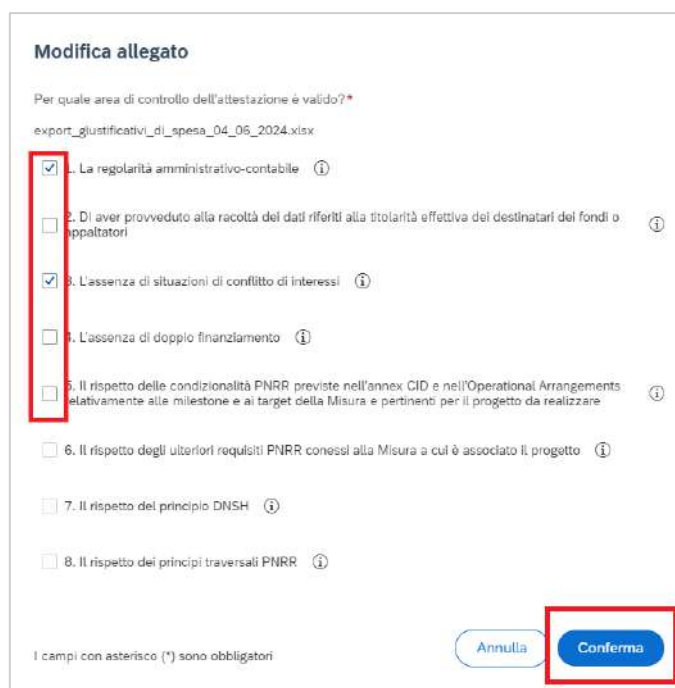 Modifica allegato
Per quale area di controllo dell'attestazione è valido?*
export_giustificativi_di_spesa_04_06_2024.xlsx
1. La regolarità amministrativo-contabile
2. Di aver provveduto alla racoltà dei dati riferiti alla titolarità effettiva dei destinatari dei fondi o
appaltatori
3. L'assenza di situazioni di conflitto di interessi
4. L'assenza di doppio finanziamento
5. Il rispetto delle condizionalità PNRR previste nell'annex CID e nell'Operational Arrangements
relativamente alle milestone e ai target della Misura e pertinenti per il progetto da realizzare
6. Il rispetto degli ulteriori requisiti PNRR conessi alla Misura a cui è associato il progetto
7. Il rispetto del principio DNSH
8. Il rispetto dei principi traversali PNRR
I campi con asterisco (*) sono obbligatori
Annulla
Conferma